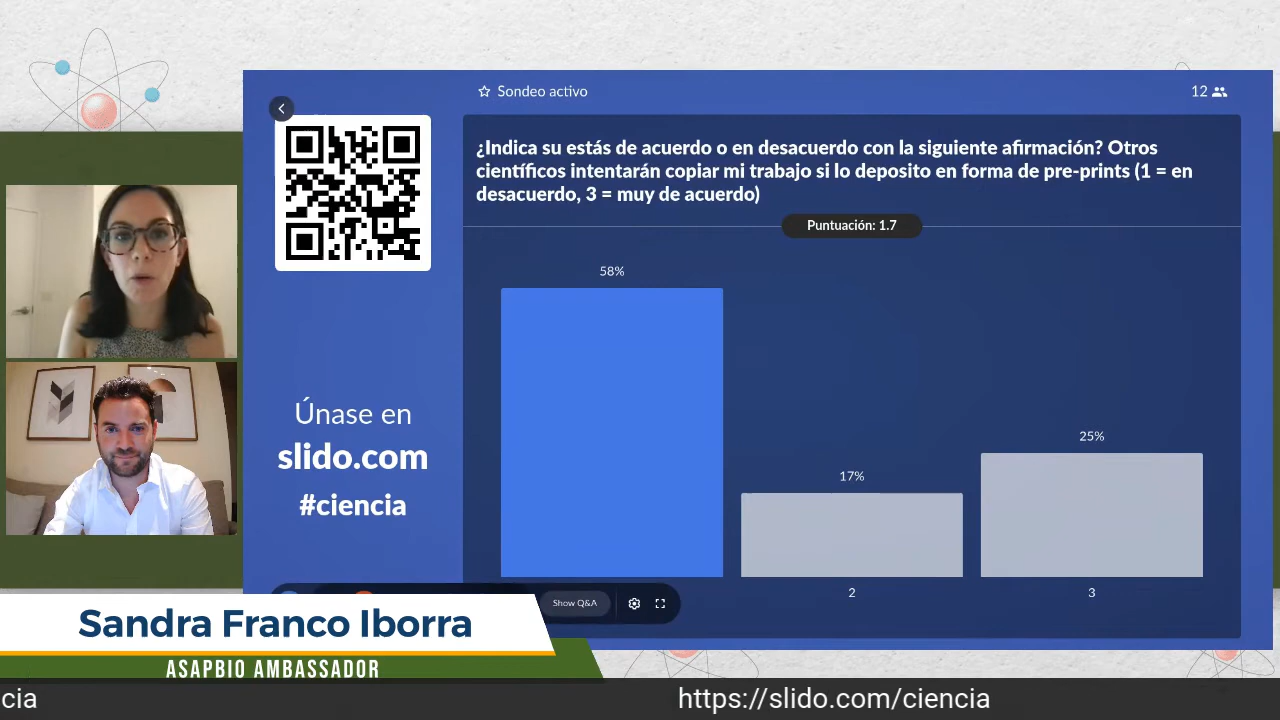 Sondeo activo
12
¿Indica su estás de acuerdo o en desacuerdo con la siguiente afirmación? Otros
científicos intentarán copiar mi trabajo si lo deposito en forma de pre-prints (1 = en
desacuerdo, 3 = muy de acuerdo)
Puntuación: 1.7
58%
17%
25%
2
3
Únase en
slido.com
#ciencia
Show Q&A
Sandra Franco Iborra
ASAPBIO AMBASSADOR
cia
https://slido.com/ciencia